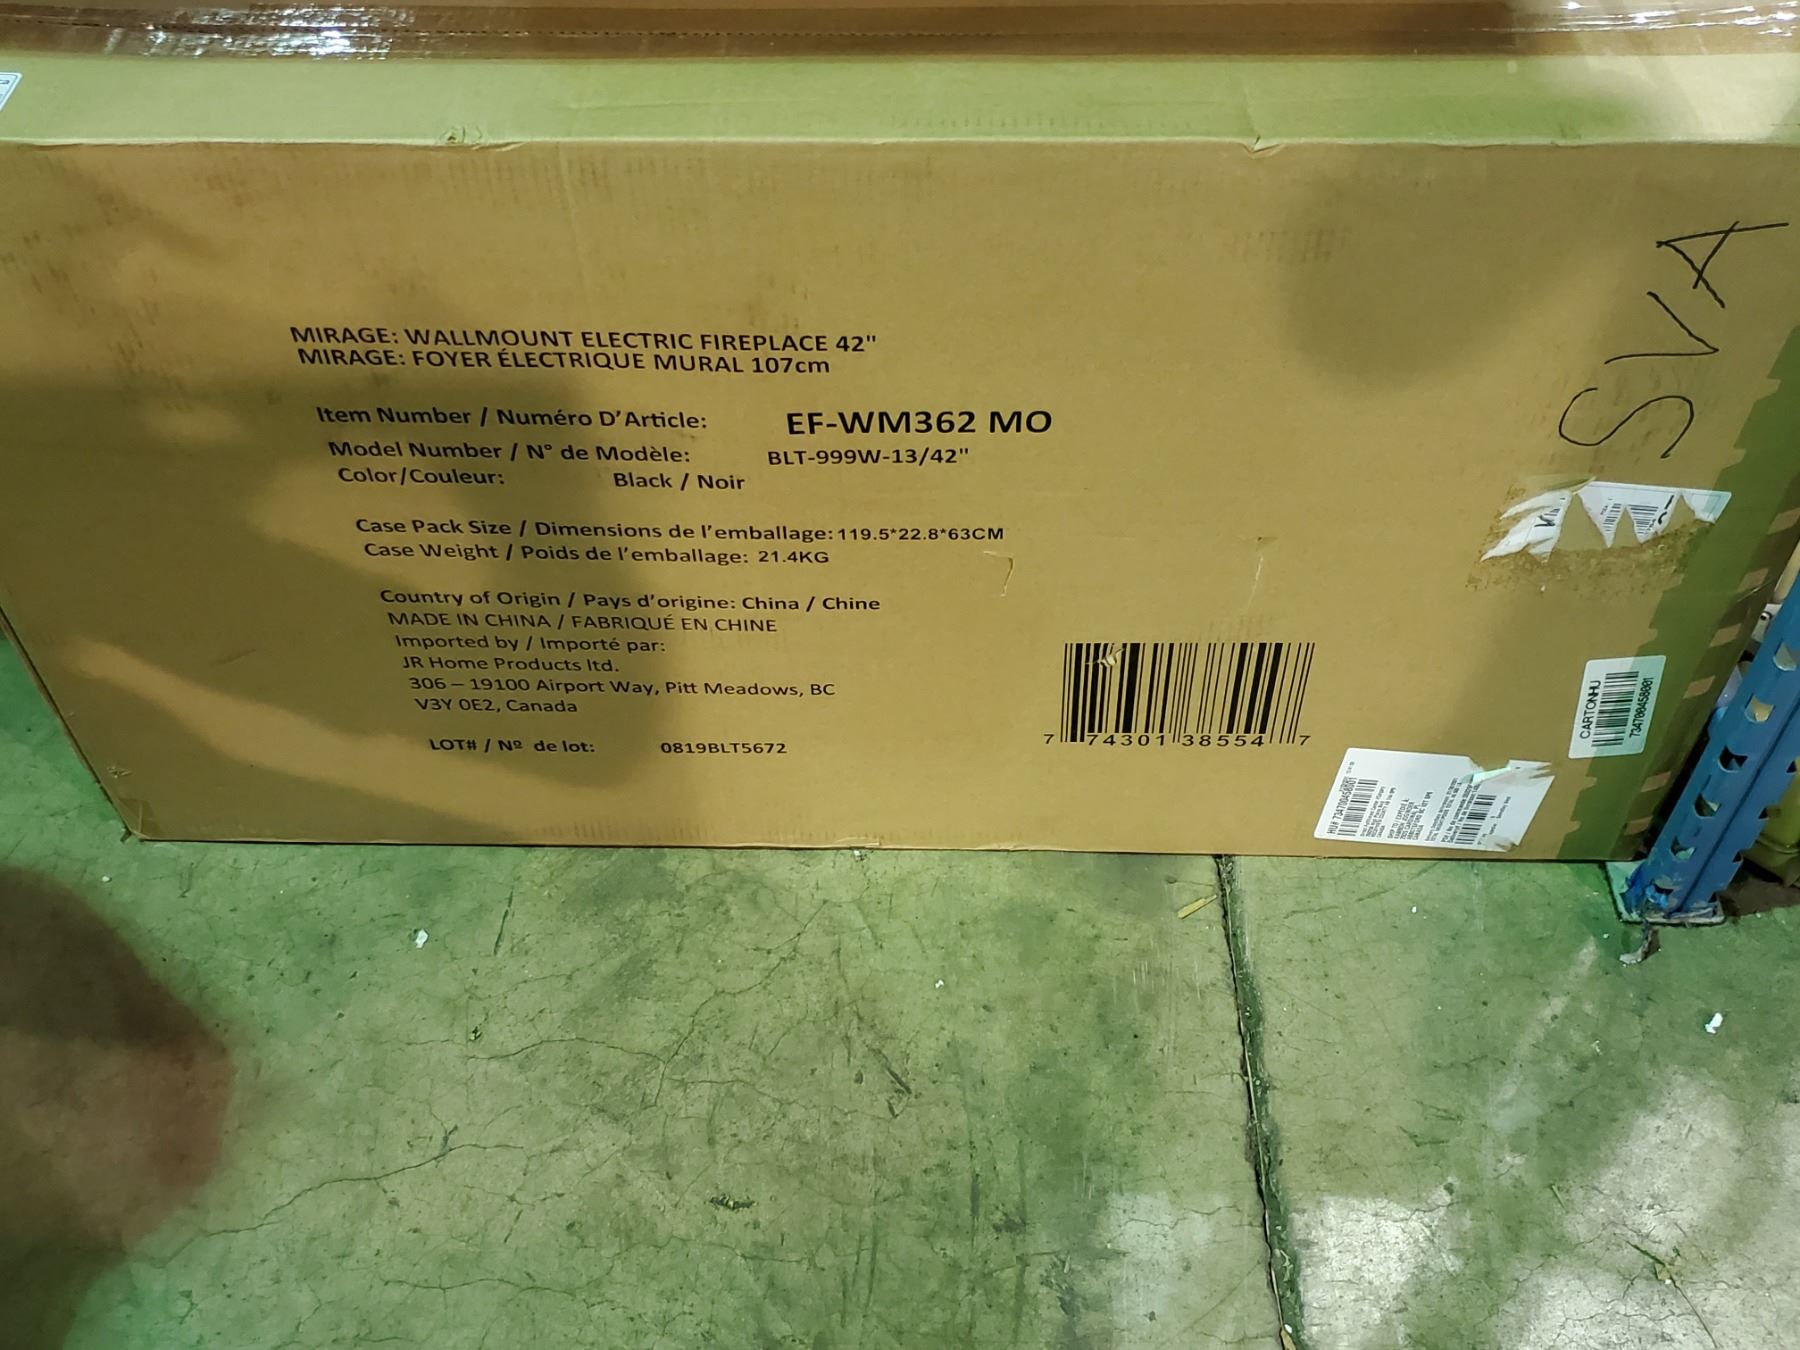 MIRAGE: WALLMOUNT ELECTRIC FIREPLACE 42"
MIRAGE: FOYER ÉLECTRIQUE MURAL 107cm
Item Number / Numéro D'Article: EF-WM362 MO
Model Number / N° de Modèle: BLT-999W-13/42"
Color/Couleur: Black / Noir
Case Pack Size / Dimensions de l'emballage: 119.5*22.8*63CM
Case Weight / Poids de l'emballage: 21.4KG
Country of Origin / Pays d'origine: China / Chine
MADE IN CHINA / FABRIQUÉ EN CHINE
Imported by / Importé par:
JR Home Products ltd.
306 – 19100 Airport Way, Pitt Meadows, BC
V3Y 0E2, Canada
LOT# / Nº de lot: 0819BLT5672
7 74301 38554 7
SVA
CARTONHU
734700458001
HU# 734700458001